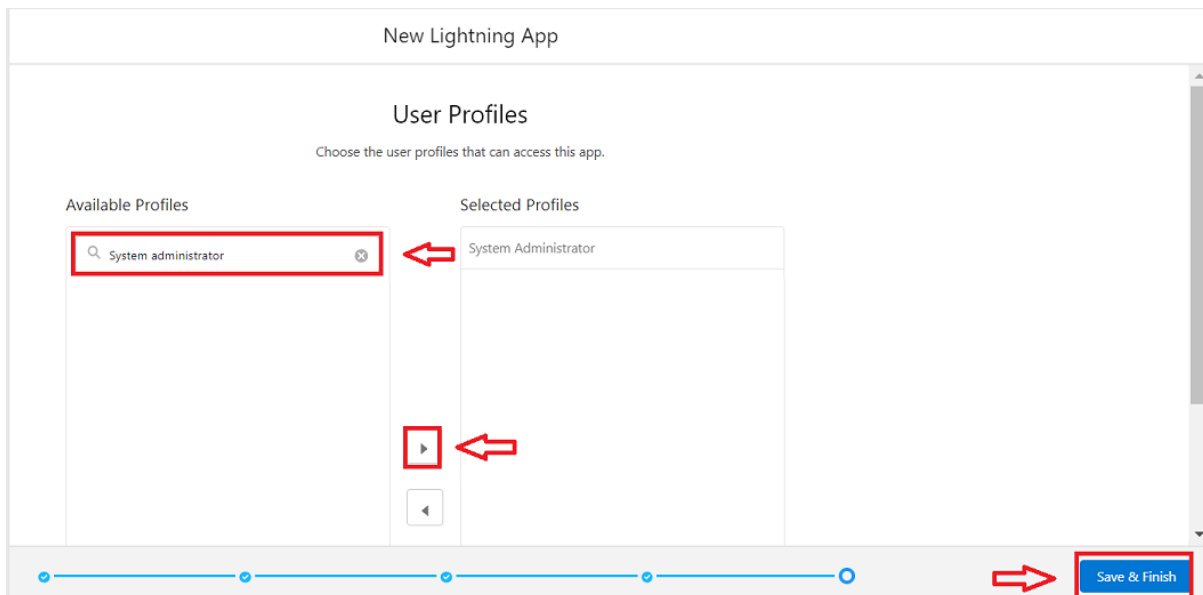 New Lightning App
User Profiles
Choose the user profiles that can access this app.
Available Profiles
Selected Profiles
System administrator
System Administrator
Save & Finish